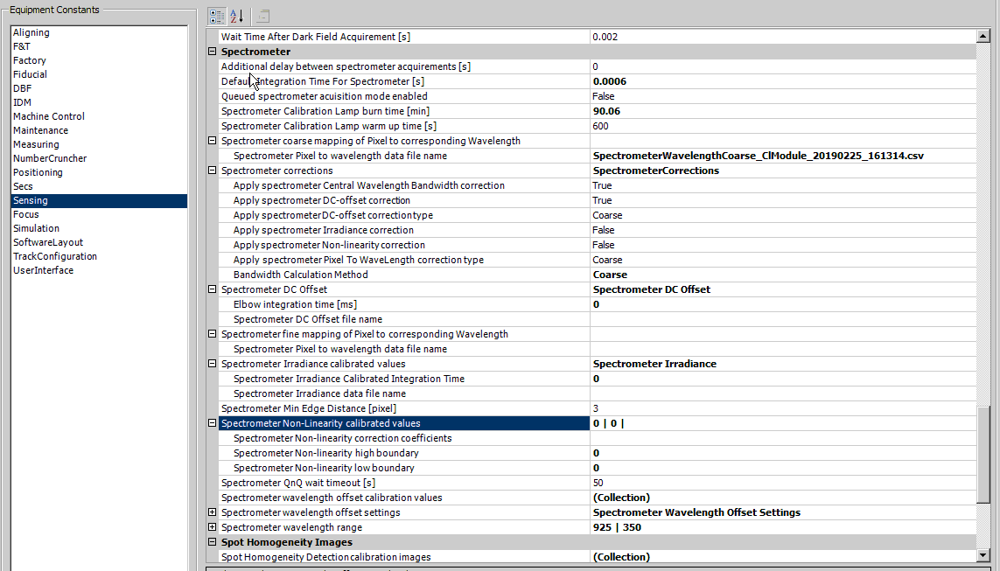 Equipment Constants
Aligning
F&T
Factory
Fiducial
DBF
IDM
Machine Control
Maintenance
Measuring
NumberCruncher
Positioning
Secs
Sensing
Focus
Simulation
SoftwareLayout
TrackConfiguration
UserInterface
Wait Time After Dark Field Acquirement [s] 0.002
Spectrometer
Additional delay between spectrometer acquirements [s] 0
Default Integration Time For Spectrometer [s] 0.0006
Queued spectrometer acuisition mode enabled False
Spectrometer Calibration Lamp burn time [min] 90.06
Spectrometer Calibration Lamp warm up time [s] 600
Spectrometer coarse mapping of Pixel to corresponding Wavelength
Spectrometer Pixel to wavelength data file name SpectrometerWavelengthCoarse_ClModule_20190225_161314.csv
Spectrometer corrections SpectrometerCorrections
Apply spectrometer Central Wavelength Bandwidth correction True
Apply spectrometer DC-offset correction True
Apply spectrometer DC-offset correction type Coarse
Apply spectrometer Irradiance correction False
Apply spectrometer Non-linearity correction False
Apply spectrometer Pixel To WaveLength correction type Coarse
Bandwidth Calculation Method Coarse
Spectrometer DC Offset Spectrometer DC Offset
Elbow integration time [ms] 0
Spectrometer DC Offset file name
Spectrometer fine mapping of Pixel to corresponding Wavelength
Spectrometer Pixel to wavelength data file name
Spectrometer Irradiance calibrated values Spectrometer Irradiance
Spectrometer Irradiance Calibrated Integration Time 0
Spectrometer Irradiance data file name
Spectrometer Min Edge Distance [pixel] 3
Spectrometer Non-Linearity calibrated values 0 | 0 |
Spectrometer Non-linearity correction coefficients
Spectrometer Non-linearity high boundary 0
Spectrometer Non-linearity low boundary 0
Spectrometer QnQ wait timeout [s] 50
Spectrometer wavelength offset calibration values (Collection)
Spectrometer wavelength offset settings Spectrometer Wavelength Offset Settings
Spectrometer wavelength range 925 | 350
Spot Homogeneity Images
Spot Homogeneity Detection calibration images (Collection)